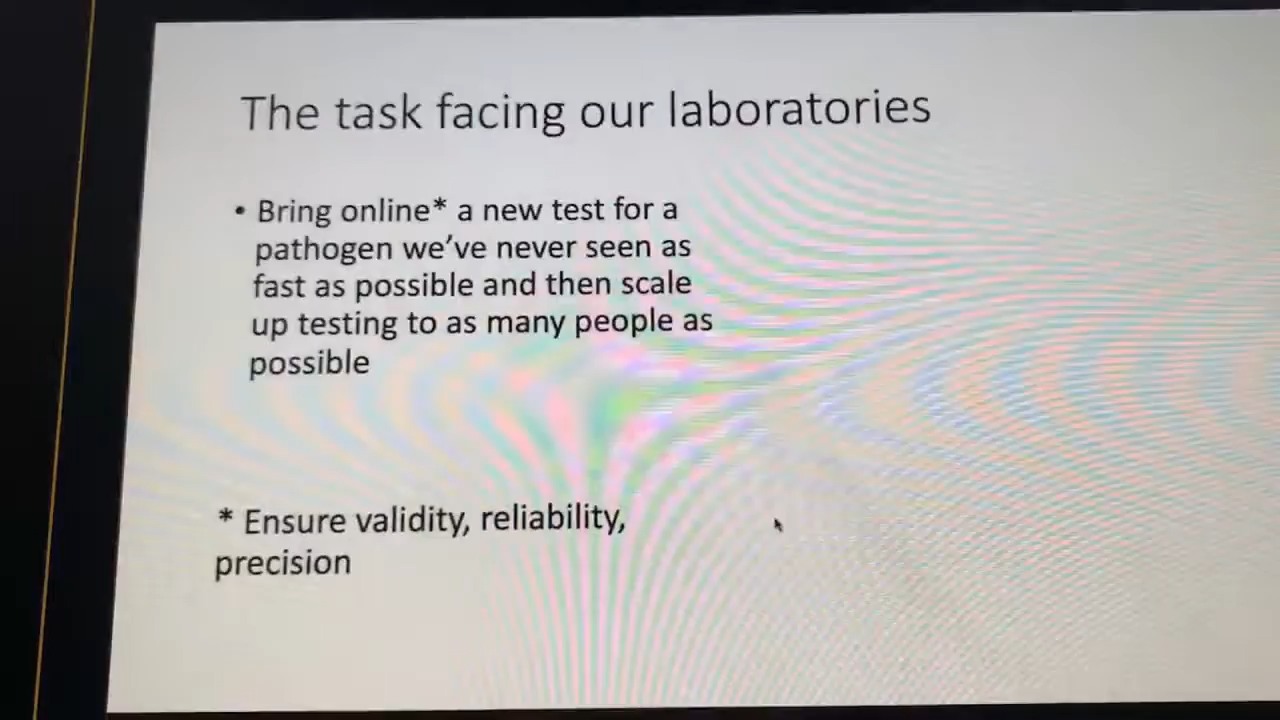 The task facing our laboratories
• Bring online* a new test for a
pathogen we've never seen as
fast as possible and then scale
up testing to as many people as
possible
* Ensure validity, reliability,
precision